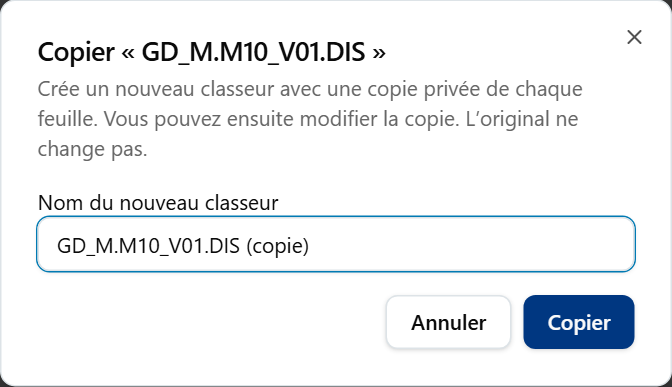 Copier « GD_M.M10_V01.DIS »
Crée un nouveau classeur avec une copie privée de chaque
feuille. Vous pouvez ensuite modifier la copie. L’original ne
change pas.
Nom du nouveau classeur
GD_M.M10_V01.DIS (copie)
Annuler
Copier